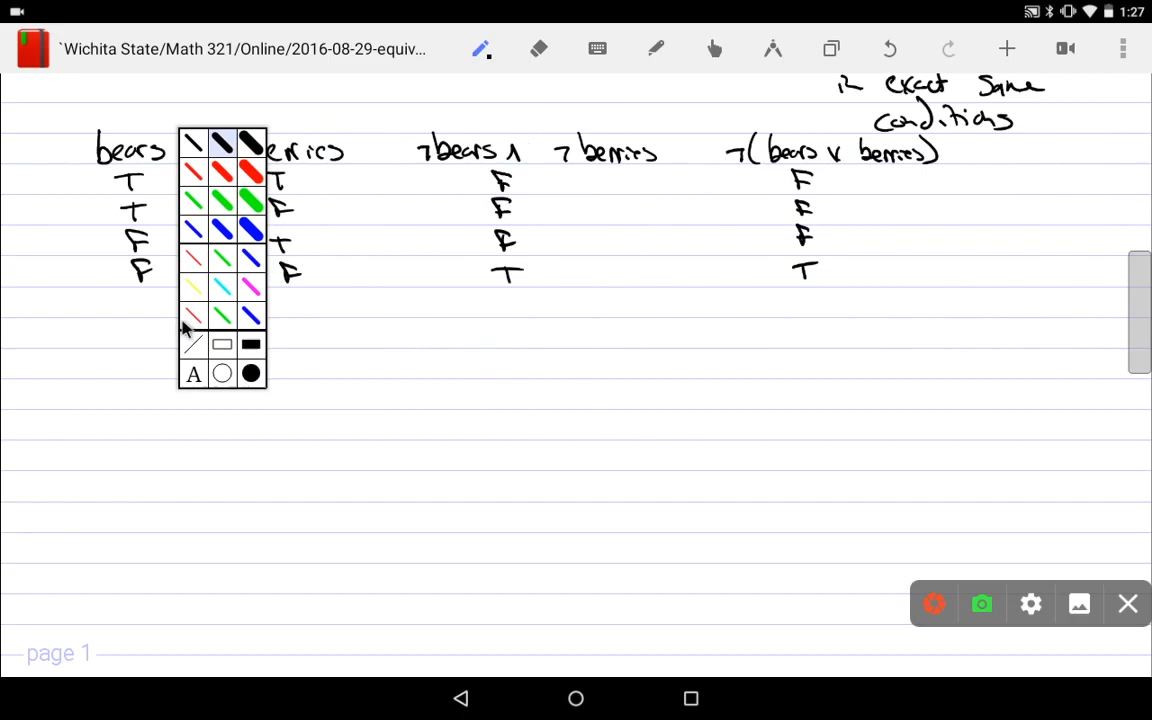 1:27
`Wichita State/Math 321/Online/2016-08-29-equiv...
in exact same
conditions
bears erries ¬bears ∧ ¬ berries ¬(bears ∨ berries)
T T F F
T F F F
F T F F
F F T T
A
page 1